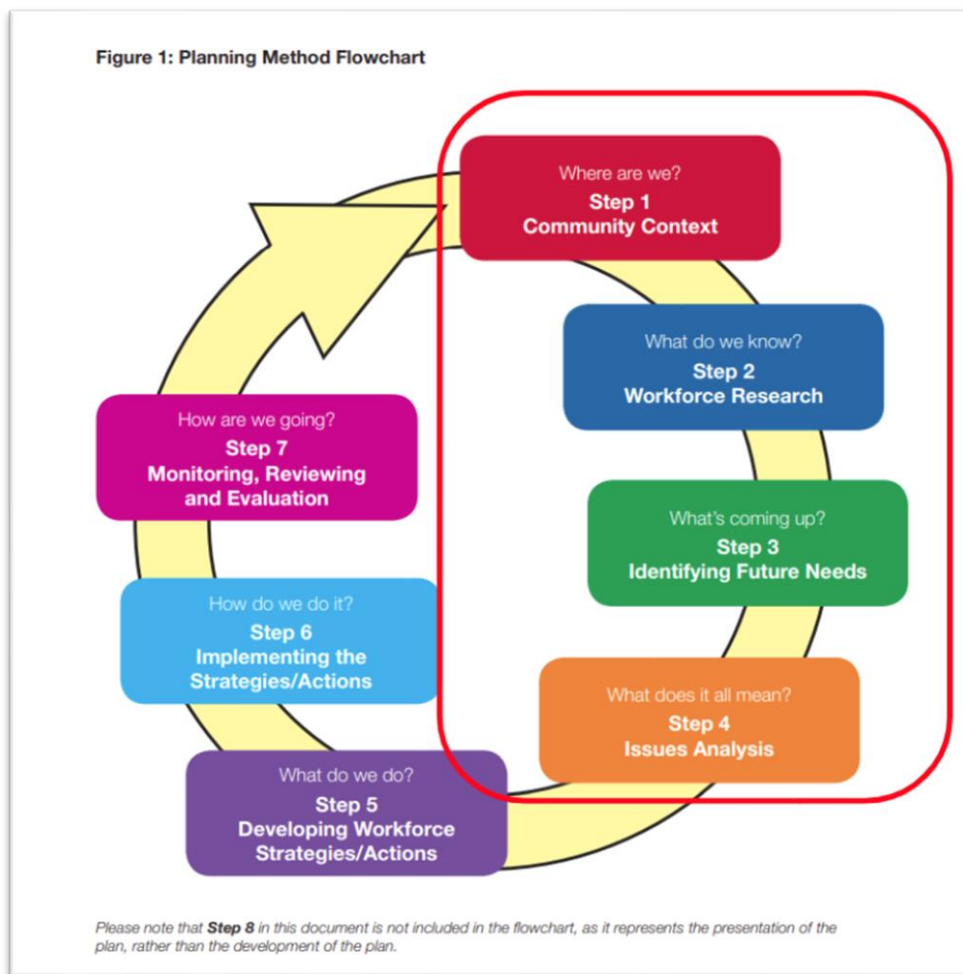 Figure 1: Planning Method Flowchart
Where are we?
Step 1
Community Context
What do we know?
Step 2
Workforce Research
What's coming up?
Step 3
Identifying Future Needs
What does it all mean?
Step 4
Issues Analysis
What do we do?
Step 5
Developing Workforce
Strategies/Actions
How do we do it?
Step 6
Implementing the
Strategies/Actions
How are we going?
Step 7
Monitoring, Reviewing
and Evaluation
Please note that Step 8 in this document is not included in the flowchart, as it represents the presentation of the
plan, rather than the development of the plan.